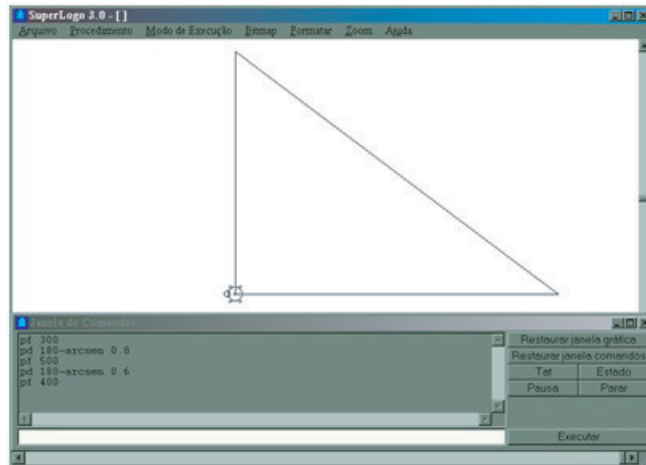 SuperLogo 3.0 - [ ]
Arquivo Procedimento Modo de Execução Bitmap Formatar Zoom Ajuda
Janela de Comandos
pf 300
pd 180-arcsen 0.8
pf 500
pd 180-arcsen 0.6
pf 400
Restaurar janela gráfica
Restaurar janela comandos
Tat Estado
Pausa Parar
Executar